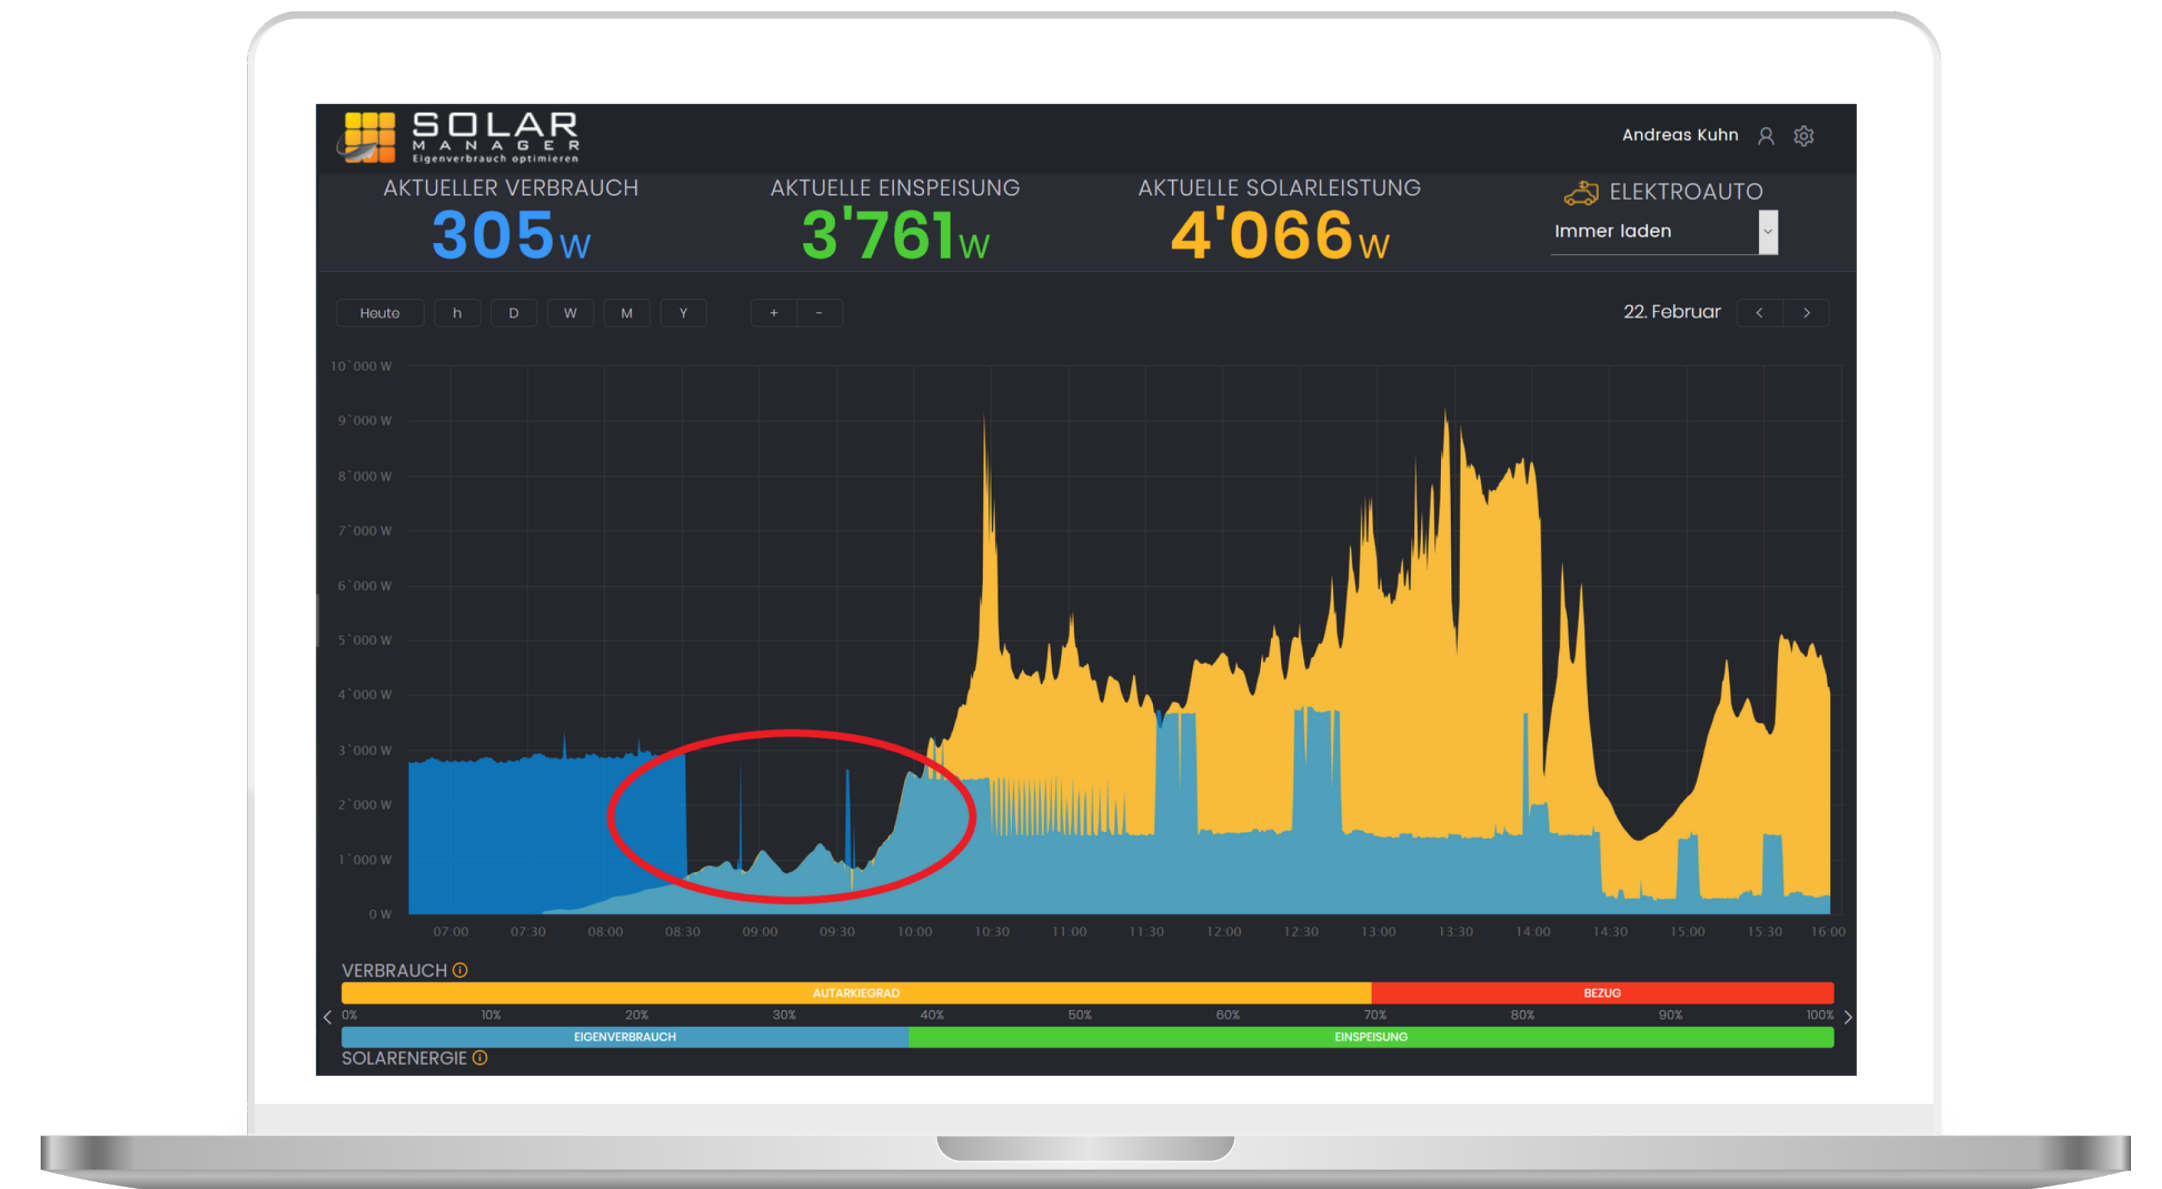 SOLAR
MANAGER
Eigenverbrauch optimieren
Andreas Kuhn
AKTUELLER VERBRAUCH
305 W
AKTUELLE EINSPEISUNG
3'761 W
AKTUELLE SOLARLEISTUNG
4'066 W
ELEKTROAUTO
Immer laden
Heute h D W M Y + -
22. Februar < >
10`000 W
9`000 W
8`000 W
7`000 W
6`000 W
5`000 W
4`000 W
3`000 W
2`000 W
1`000 W
0 W
07:00 07:30 08:00 08:30 09:00 09:30 10:00 10:30 11:00 11:30 12:00 12:30 13:00 13:30 14:00 14:30 15:00 15:30 16:00
VERBRAUCH
AUTARKIEGRAD BEZUG
0% 10% 20% 30% 40% 50% 60% 70% 80% 90% 100%
EIGENVERBRAUCH EINSPEISUNG
SOLARENERGIE